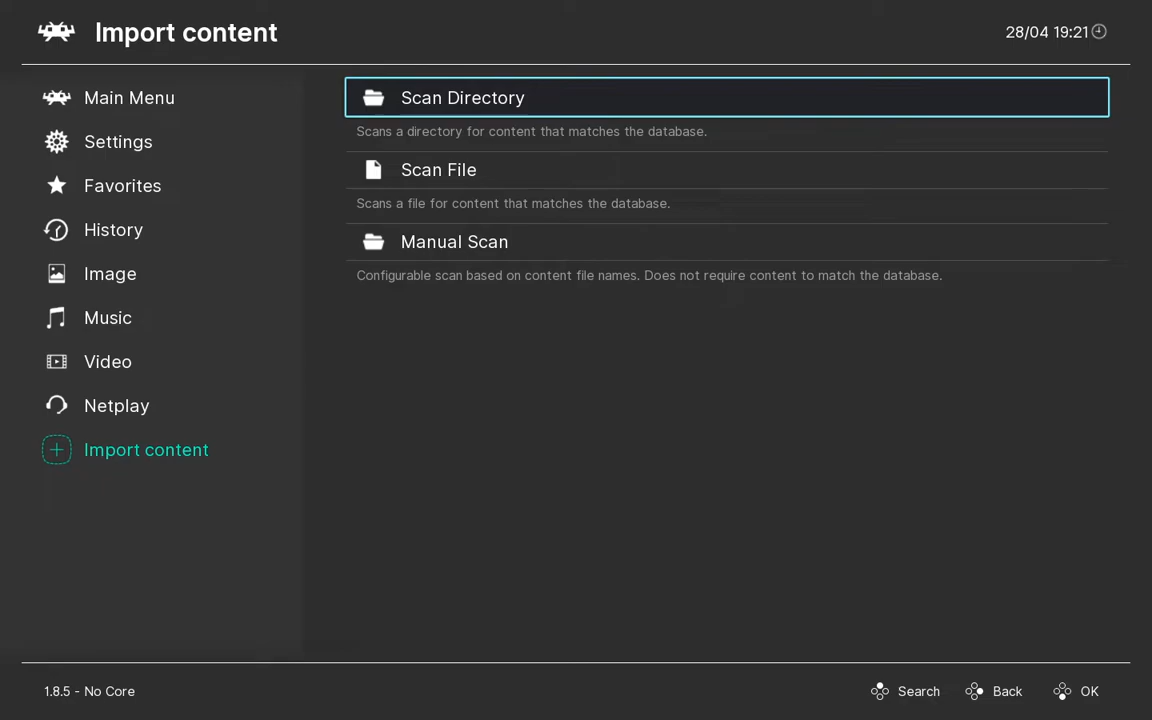 Import content
28/04 19:21
Main Menu
Settings
Favorites
History
Image
Music
Video
Netplay
Import content
Scan Directory
Scans a directory for content that matches the database.
Scan File
Scans a file for content that matches the database.
Manual Scan
Configurable scan based on content file names. Does not require content to match the database.
1.8.5 - No Core
Search
Back
OK